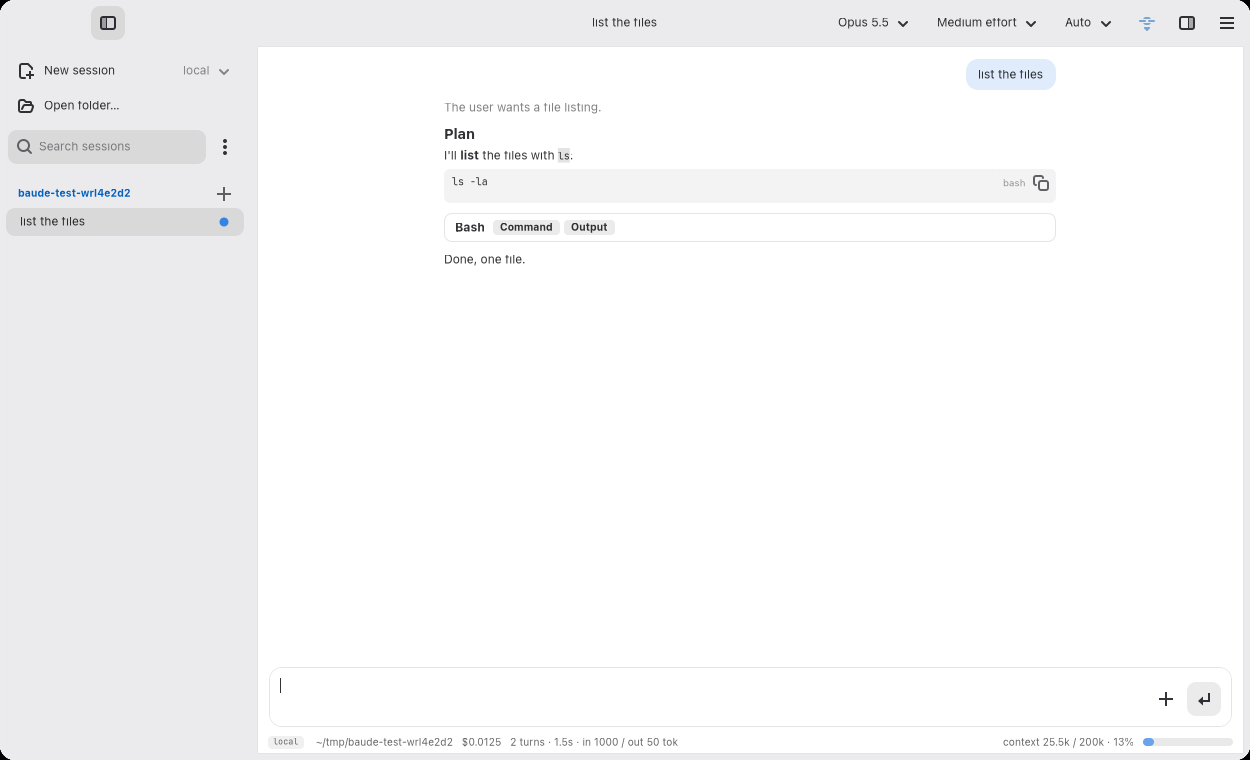 list the files
Opus 5.5
Medium effort
Auto
New session
local
Open folder...
Search sessions
baude-test-wrl4e2d2
list the files
list the files
The user wants a file listing.
Plan
I'll list the files with ls.
ls -la
bash
Bash Command Output
Done, one file.
local ~/tmp/baude-test-wrl4e2d2 $0.0125 2 turns · 1.5s · in 1000 / out 50 tok
context 25.5k / 200k · 13%